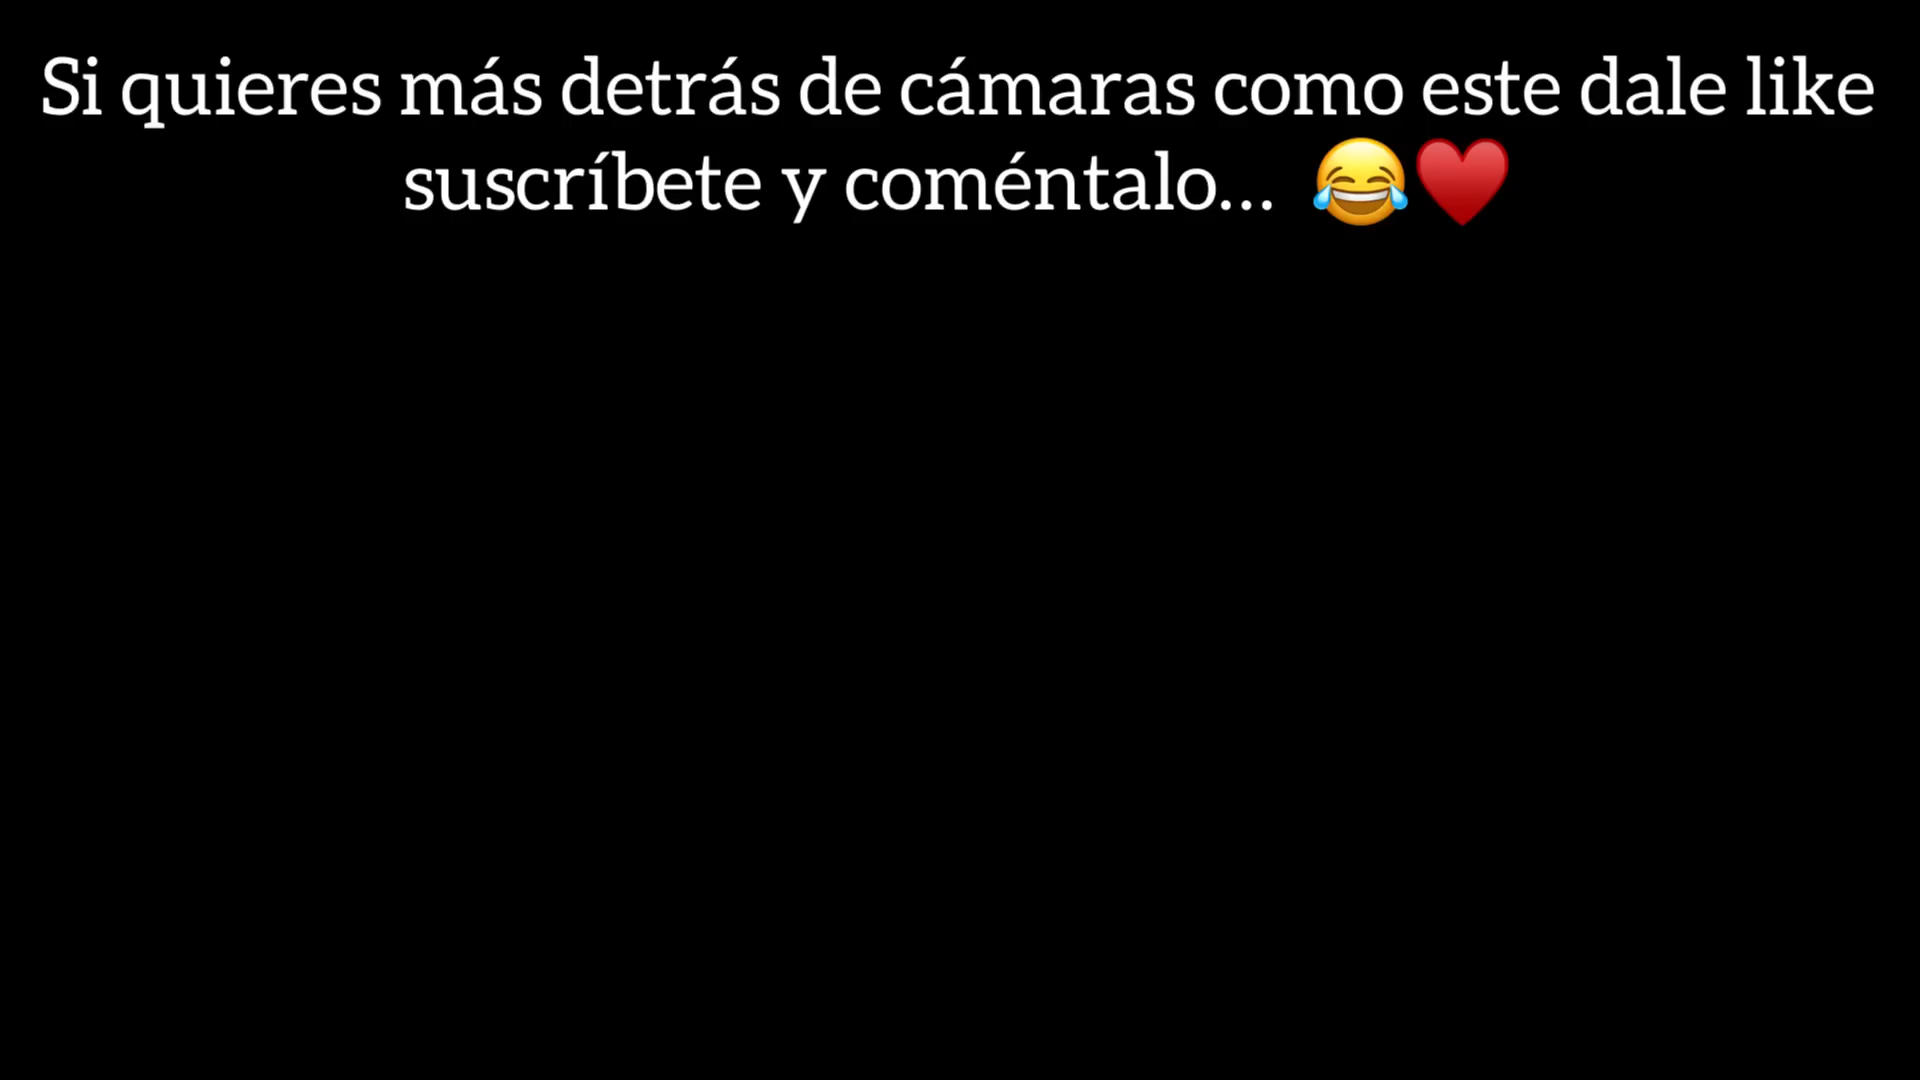 Si quieres más detrás de cámaras como este dale like
suscríbete y coméntalo... 😂♥️